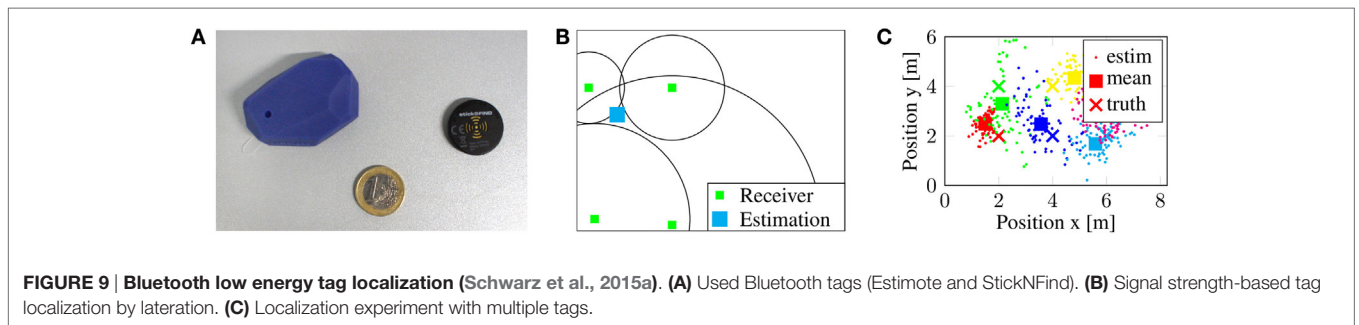 A
stickNFiND
CE
B
Receiver
Estimation
C
Position y [m]
6
4
2
0
estim
mean
truth
0 2 4 6 8
Position x [m]
FIGURE 9 | Bluetooth low energy tag localization (Schwarz et al., 2015a). (A) Used Bluetooth tags (Estimote and StickNFind). (B) Signal strength-based tag
localization by lateration. (C) Localization experiment with multiple tags.